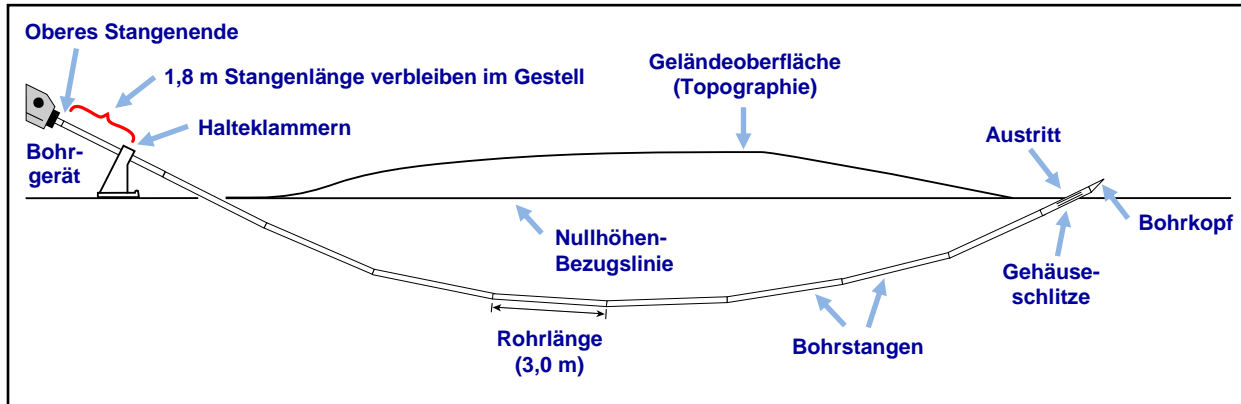 Oberes Stangenende
1,8 m Stangenlänge verbleiben im Gestell
Halteklammern
Bohr-
gerät
Geländeoberfläche
(Topographie)
Austritt
Bohrkopf
Nullhöhen-
Bezugslinie
Gehäuse-
schlitze
Rohrlänge
(3,0 m)
Bohrstangen